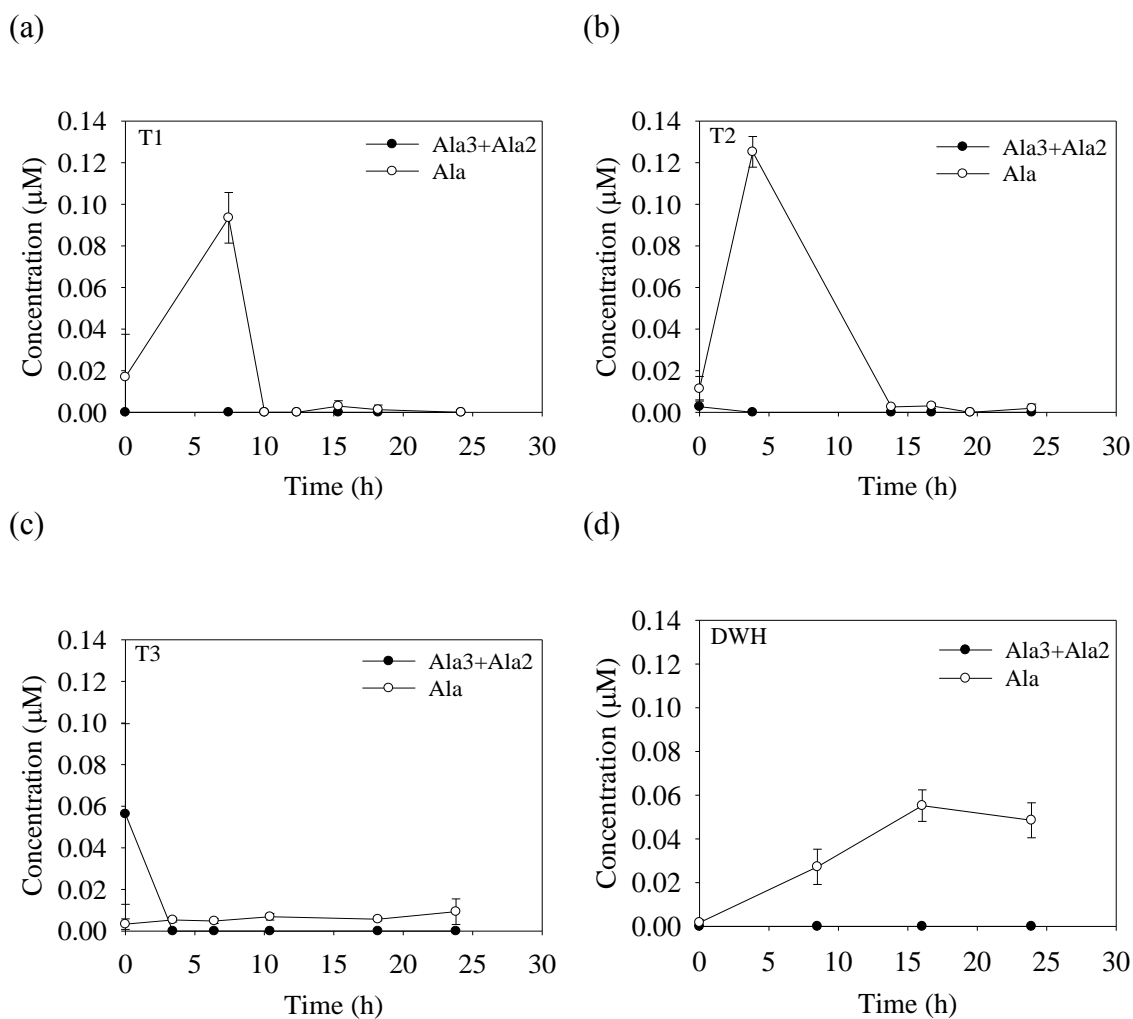 (a)
(b)
T1
Ala3+Ala2
Ala
Concentration (µM)
0.14
0.12
0.10
0.08
0.06
0.04
0.02
0.00
0 5 10 15 20 25 30
Time (h)
T2
Ala3+Ala2
Ala
Concentration (µM)
0.14
0.12
0.10
0.08
0.06
0.04
0.02
0.00
0 5 10 15 20 25 30
Time (h)
(c)
(d)
T3
Ala3+Ala2
Ala
Concentration (µM)
0.14
0.12
0.10
0.08
0.06
0.04
0.02
0.00
0 5 10 15 20 25 30
Time (h)
DWH
Ala3+Ala2
Ala
Concentration (µM)
0.14
0.12
0.10
0.08
0.06
0.04
0.02
0.00
0 5 10 15 20 25 30
Time (h)